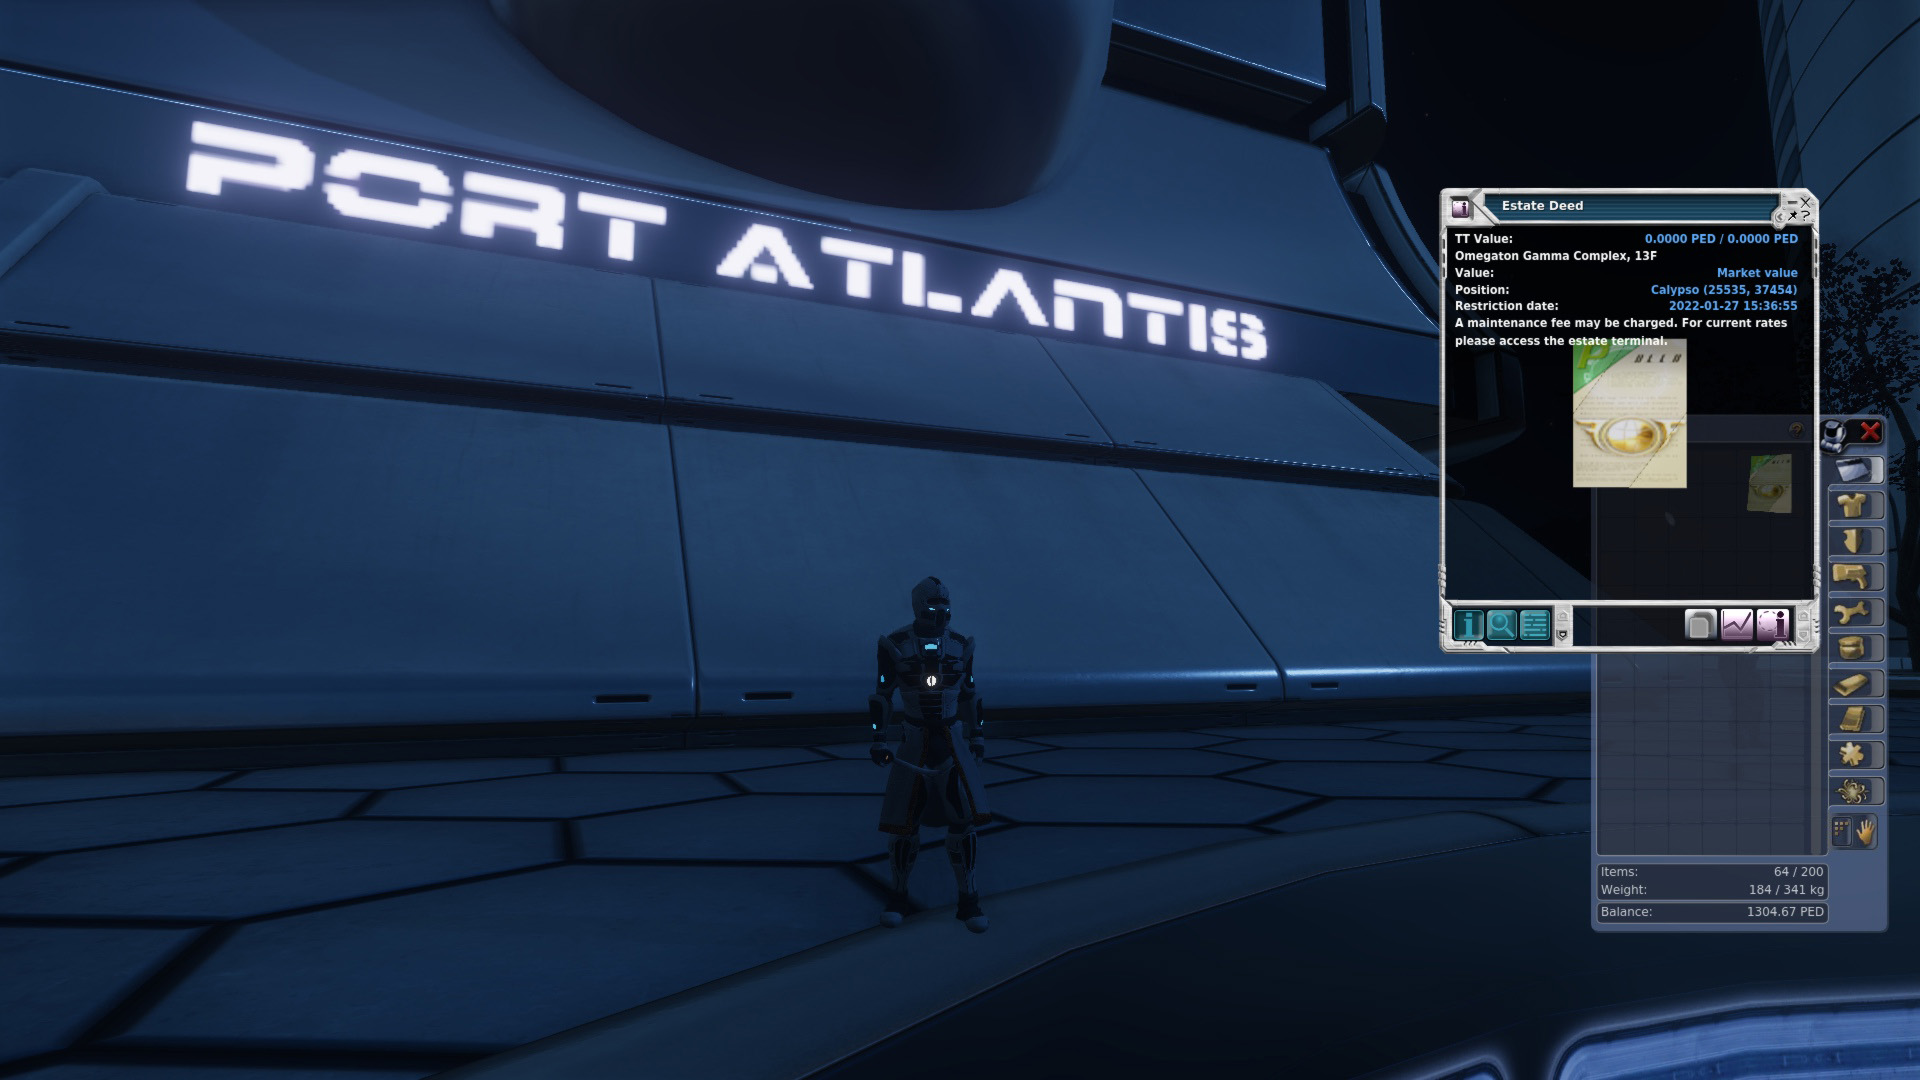 PORT ATLANTIS
Estate Deed
TT Value: 0.0000 PED / 0.0000 PED
Omegaton Gamma Complex, 13F
Value: Market value
Position: Calypso (25535, 37454)
Restriction date: 2022-01-27 15:36:55
A maintenance fee may be charged. For current rates
please access the estate terminal.
Items: 64 / 200
Weight: 184 / 341 kg
Balance: 1304.67 PED